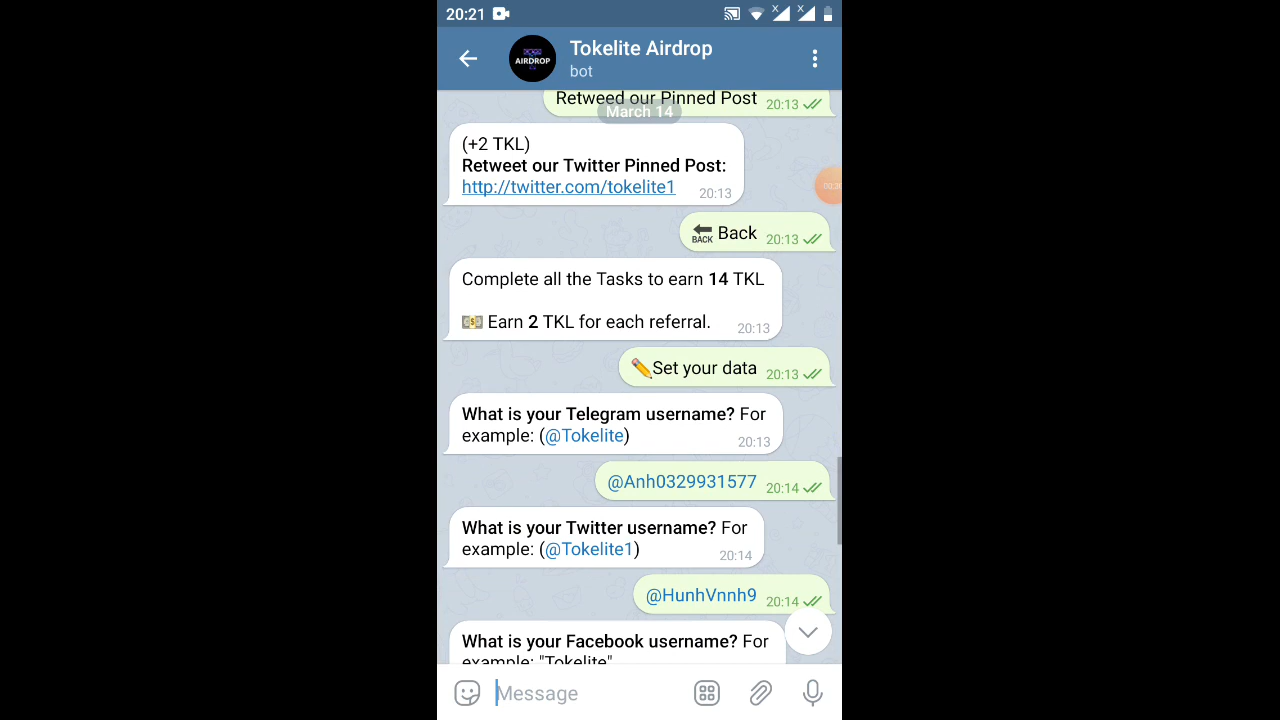 20:21
Tokelite Airdrop
AIRDROP
bot
Retweed our Pinned Post 20:13
March 14
(+2 TKL)
Retweet our Twitter Pinned Post:
http://twitter.com/tokelite1 20:13
BACK Back 20:13
Complete all the Tasks to earn 14 TKL
Earn 2 TKL for each referral. 20:13
Set your data 20:13
What is your Telegram username? For
example: (@Tokelite) 20:13
@Anh0329931577 20:14
What is your Twitter username? For
example: (@Tokelite1) 20:14
@HunhVnnh9 20:14
What is your Facebook username? For
example: "Tokelite"
Message